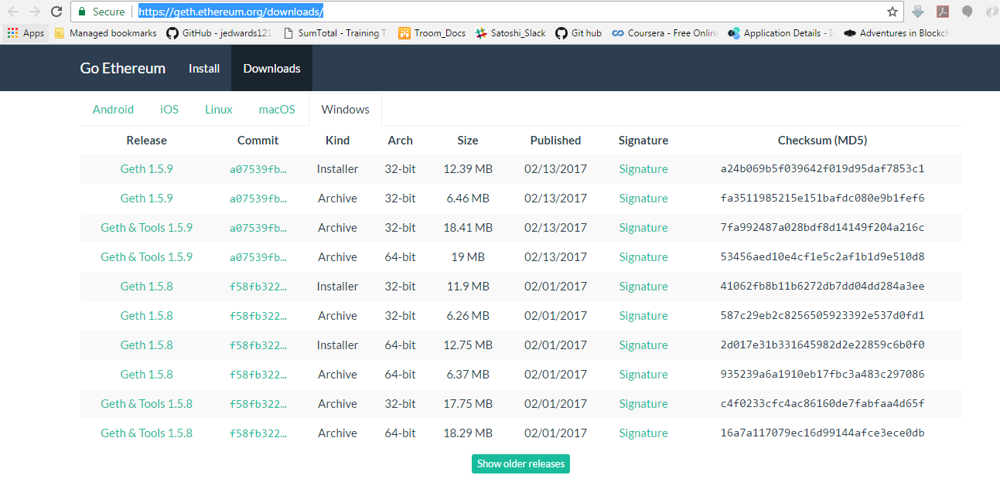 Secure https://geth.ethereum.org/downloads/
Apps Managed bookmarks GitHub - jedwards121 SumTotal - Training T Troom_Docs Satoshi_Slack Git hub Coursera - Free Onlin Application Details - Adventures in Blockch
Go Ethereum Install Downloads
Android iOS Linux macOS Windows
Release Commit Kind Arch Size Published Signature Checksum (MD5)
Geth 1.5.9 a07539fb… Installer 32-bit 12.39 MB 02/13/2017 Signature a24b069b5f039642f019d95daf7853c1
Geth 1.5.9 a07539fb… Archive 32-bit 6.46 MB 02/13/2017 Signature fa3511985215e151bafdc080e9b1fef6
Geth & Tools 1.5.9 a07539fb… Archive 32-bit 18.41 MB 02/13/2017 Signature 7fa992487a028bdf8d14149f204a216c
Geth & Tools 1.5.9 a07539fb… Archive 64-bit 19 MB 02/13/2017 Signature 53456aed10e4cf1e5c2af1b1d9e510d8
Geth 1.5.8 f58fb322… Installer 32-bit 11.9 MB 02/01/2017 Signature 41062fb8b11b6272db7dd04dd284a3ee
Geth 1.5.8 f58fb322… Archive 32-bit 6.26 MB 02/01/2017 Signature 587c29eb2c8256505923392e537d0fd1
Geth 1.5.8 f58fb322… Installer 64-bit 12.75 MB 02/01/2017 Signature 2d017e31b331645982d2e22859c6b0f0
Geth 1.5.8 f58fb322… Archive 64-bit 6.37 MB 02/01/2017 Signature 935239a6a1910eb17fbc3a483c297086
Geth & Tools 1.5.8 f58fb322… Archive 32-bit 17.75 MB 02/01/2017 Signature c4f0233cfc4ac86160de7fabfaa4d65f
Geth & Tools 1.5.8 f58fb322… Archive 64-bit 18.29 MB 02/01/2017 Signature 16a7a117079ec16d99144afce3ece0db
Show older releases